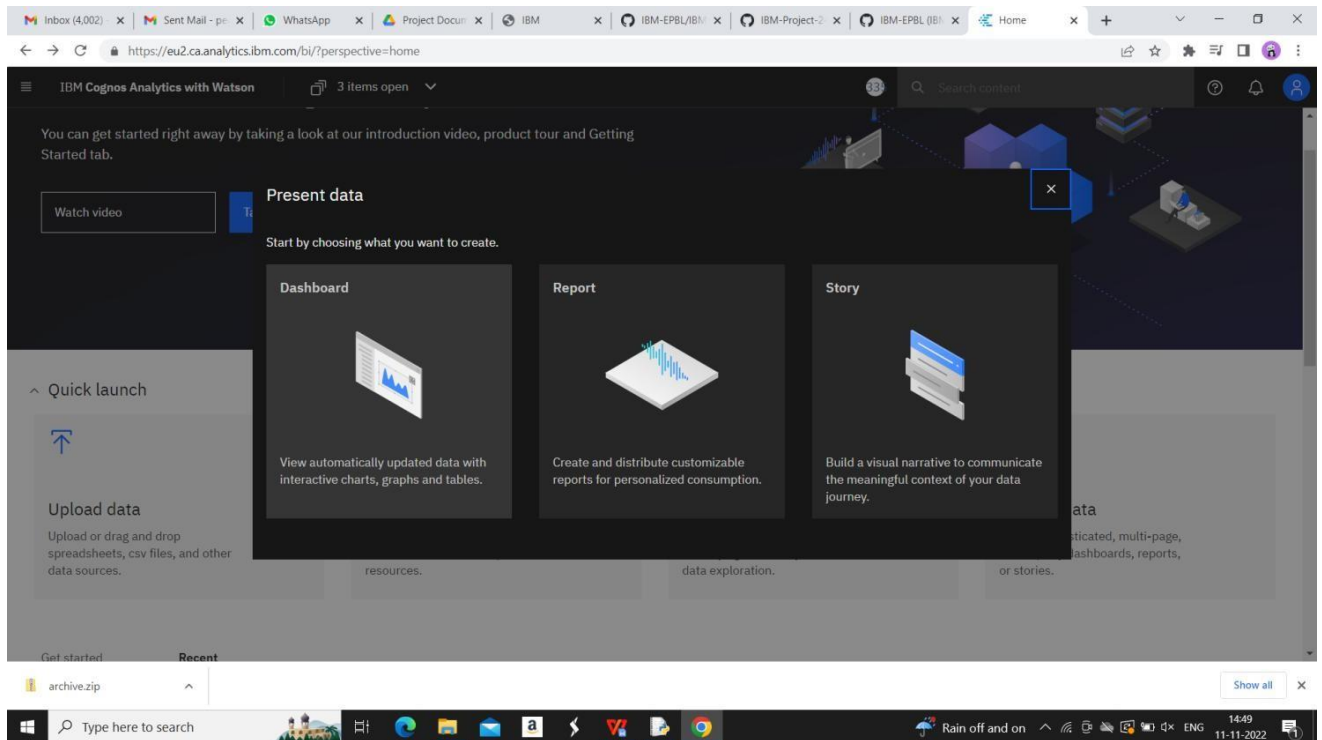 Inbox (4,002) -
Sent Mail - pe
WhatsApp
Project Docum
IBM
IBM-EPBL/IBM
IBM-Project-2
IBM-EPBL (IBM
Home
https://eu2.ca.analytics.ibm.com/bi/?perspective=home
IBM Cognos Analytics with Watson
3 items open
Search content
You can get started right away by taking a look at our introduction video, product tour and Getting
Started tab.
Watch video
Ta
Present data
Start by choosing what you want to create.
Dashboard
Report
Story
View automatically updated data with
interactive charts, graphs and tables.
Create and distribute customizable
reports for personalized consumption.
Build a visual narrative to communicate
the meaningful context of your data
journey.
Quick launch
Upload data
Upload or drag and drop
spreadsheets, csv files, and other
data sources.
resources.
data exploration.
ata
sticated, multi-page,
dashboards, reports,
or stories.
Get started
Recent
archive.zip
Show all
Type here to search
Rain off and on
ENG
14:49
11-11-2022